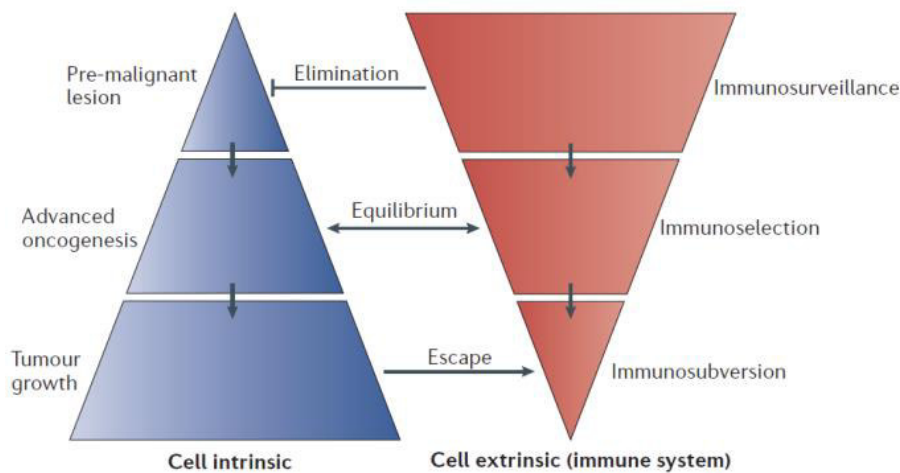 Pre-malignant
lesion
Elimination
Immunosurveillance
Advanced
oncogenesis
Equilibrium
Immunoselection
Tumour
growth
Escape
Immunosubversion
Cell intrinsic
Cell extrinsic (immune system)